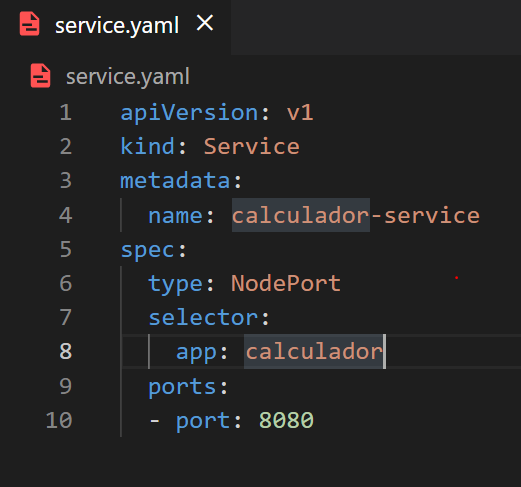 service.yaml ×
service.yaml
1 apiVersion: v1
2 kind: Service
3 metadata:
4   name: calculador-service
5 spec:
6   type: NodePort
7   selector:
8     app: calculador
9   ports:
10   - port: 8080